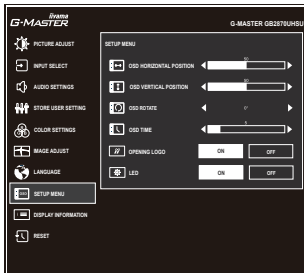 iiyama
G-MASTER
G-MASTER GB2870UHSU
PICTURE ADJUST
INPUT SELECT
AUDIO SETTINGS
STORE USER SETTING
COLOR SETTINGS
IMAGE ADJUST
LANGUAGE
OSD SETUP MENU
DISPLAY INFORMATION
RESET
SETUP MENU
OSD HORIZONTAL POSITION 50
OSD VERTICAL POSITION 50
OSD ROTATE 0°
OSD TIME 5
OPENING LOGO ON OFF
LED ON OFF